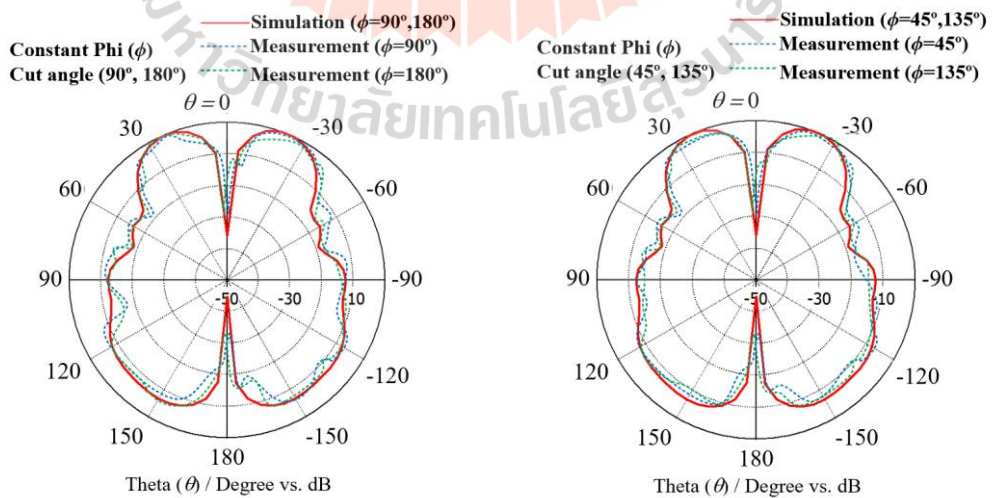 Simulation (ϕ=90º,180º)
Constant Phi (ϕ)
Measurement (ϕ=90º)
Cut angle (90º, 180º)
Measurement (ϕ=180º)
θ = 0
30
-30
60
-60
90
-90
-50
-30
10
120
-120
150
-150
180
Theta (θ) / Degree vs. dB
Simulation (ϕ=45º,135º)
Constant Phi (ϕ)
Measurement (ϕ=45º)
Cut angle (45º, 135º)
Measurement (ϕ=135º)
θ = 0
30
-30
60
-60
90
-90
-50
-30
-10
120
-120
150
-150
180
Theta (θ) / Degree vs. dB